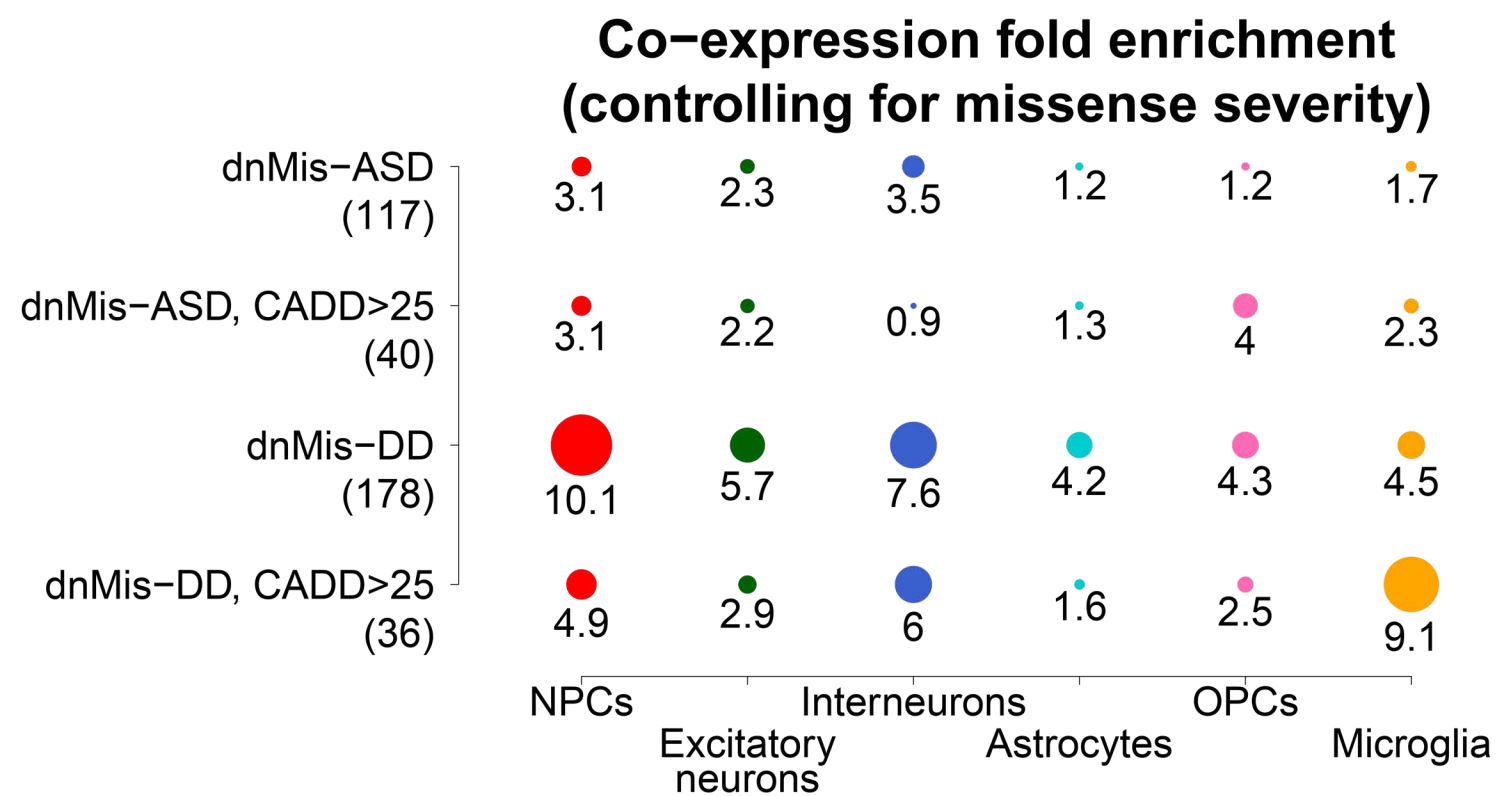 Co−expression fold enrichment
(controlling for missense severity)
dnMis−ASD
(117)
3.1 2.3 3.5 1.2 1.2 1.7
dnMis−ASD, CADD>25
(40)
3.1 2.2 0.9 1.3 4 2.3
dnMis−DD
(178)
10.1 5.7 7.6 4.2 4.3 4.5
dnMis−DD, CADD>25
(36)
4.9 2.9 6 1.6 2.5 9.1
NPCs Interneurons OPCs
Excitatory Astrocytes Microglia
neurons